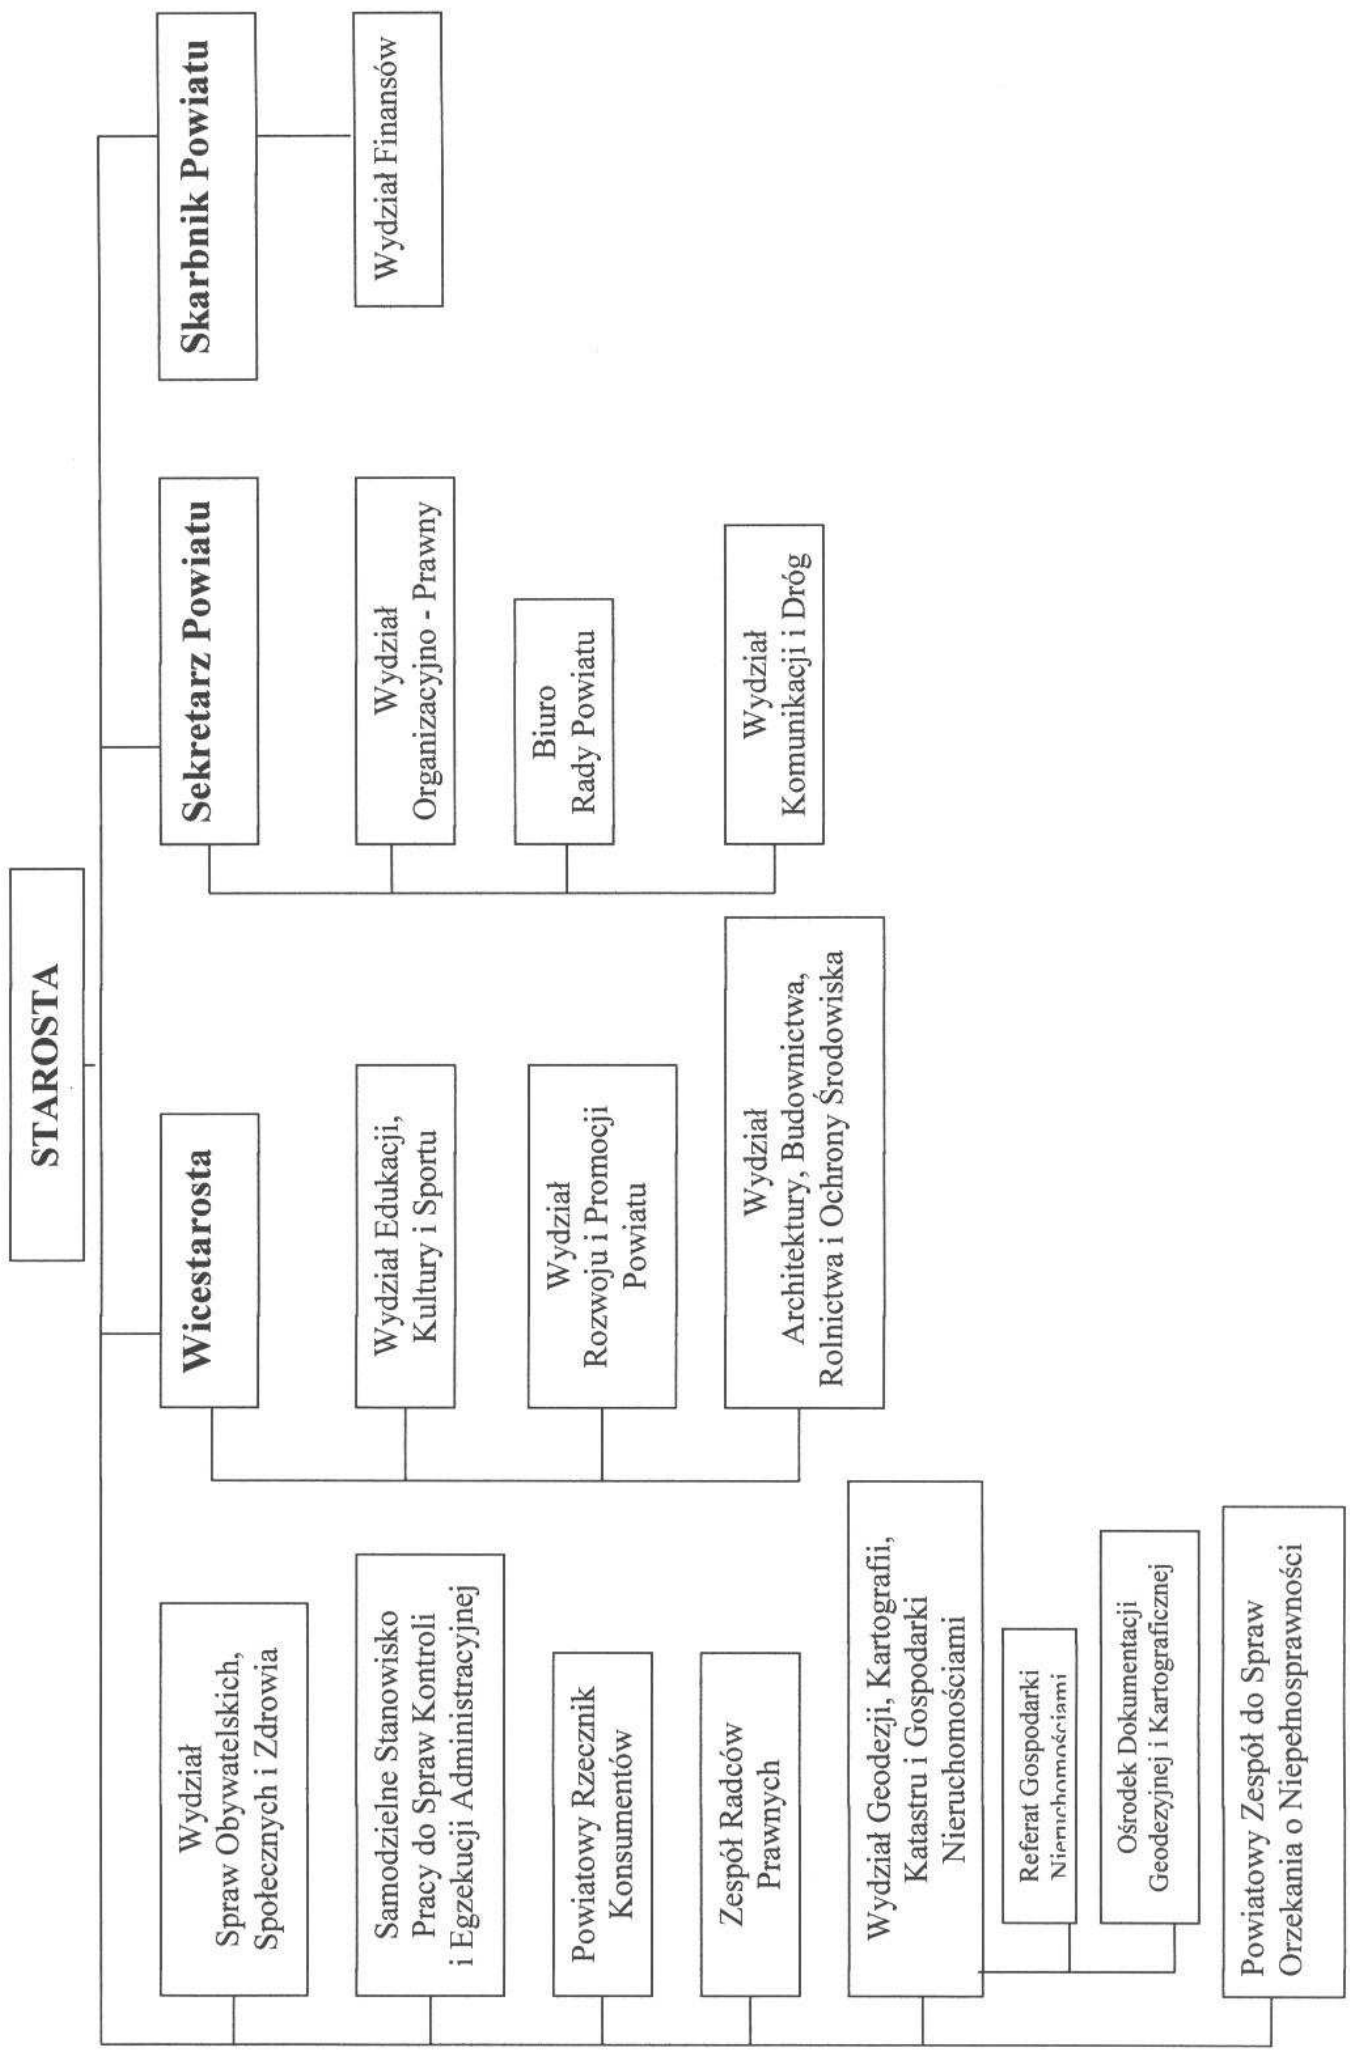 STAROSTA
Wydział
Spraw Obywatelskich,
Społecznych i Zdrowia
Samodzielne Stanowisko
Pracy do Spraw Kontroli
i Egzekucji Administracyjnej
Powiatowy Rzecznik
Konsumentów
Zespół Radców
Prawnych
Wydział Geodezji, Kartografii,
Katastru i Gospodarki
Nieruchomościami
Referat Gospodarki
Nieruchomościami
Ośrodek Dokumentacji
Geodezyjnej i Kartograficznej
Powiatowy Zespół do Spraw
Orzekania o Niepełnosprawności
Wicestarosta
Wydział Edukacji,
Kultury i Sportu
Wydział
Rozwoju i Promocji
Powiatu
Wydział
Architektury, Budownictwa,
Rolnictwa i Ochrony Środowiska
Sekretarz Powiatu
Wydział
Organizacyjno - Prawny
Biuro
Rady Powiatu
Wydział
Komunikacji i Dróg
Skarbnik Powiatu
Wydział Finansów